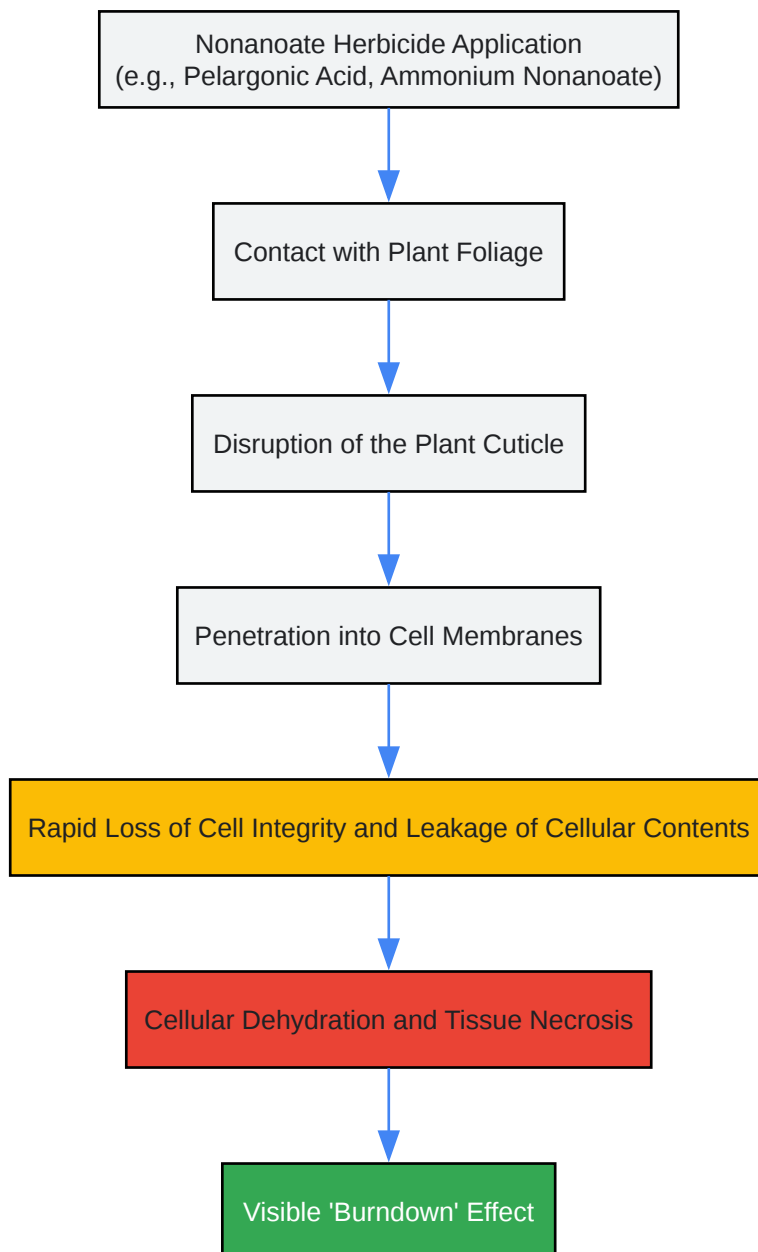 Nonanoate Herbicide Application
(e.g., Pelargonic Acid, Ammonium Nonanoate)
Contact with Plant Foliage
Disruption of the Plant Cuticle
Penetration into Cell Membranes
Rapid Loss of Cell Integrity and Leakage of Cellular Contents
Cellular Dehydration and Tissue Necrosis
Visible 'Burndown' Effect